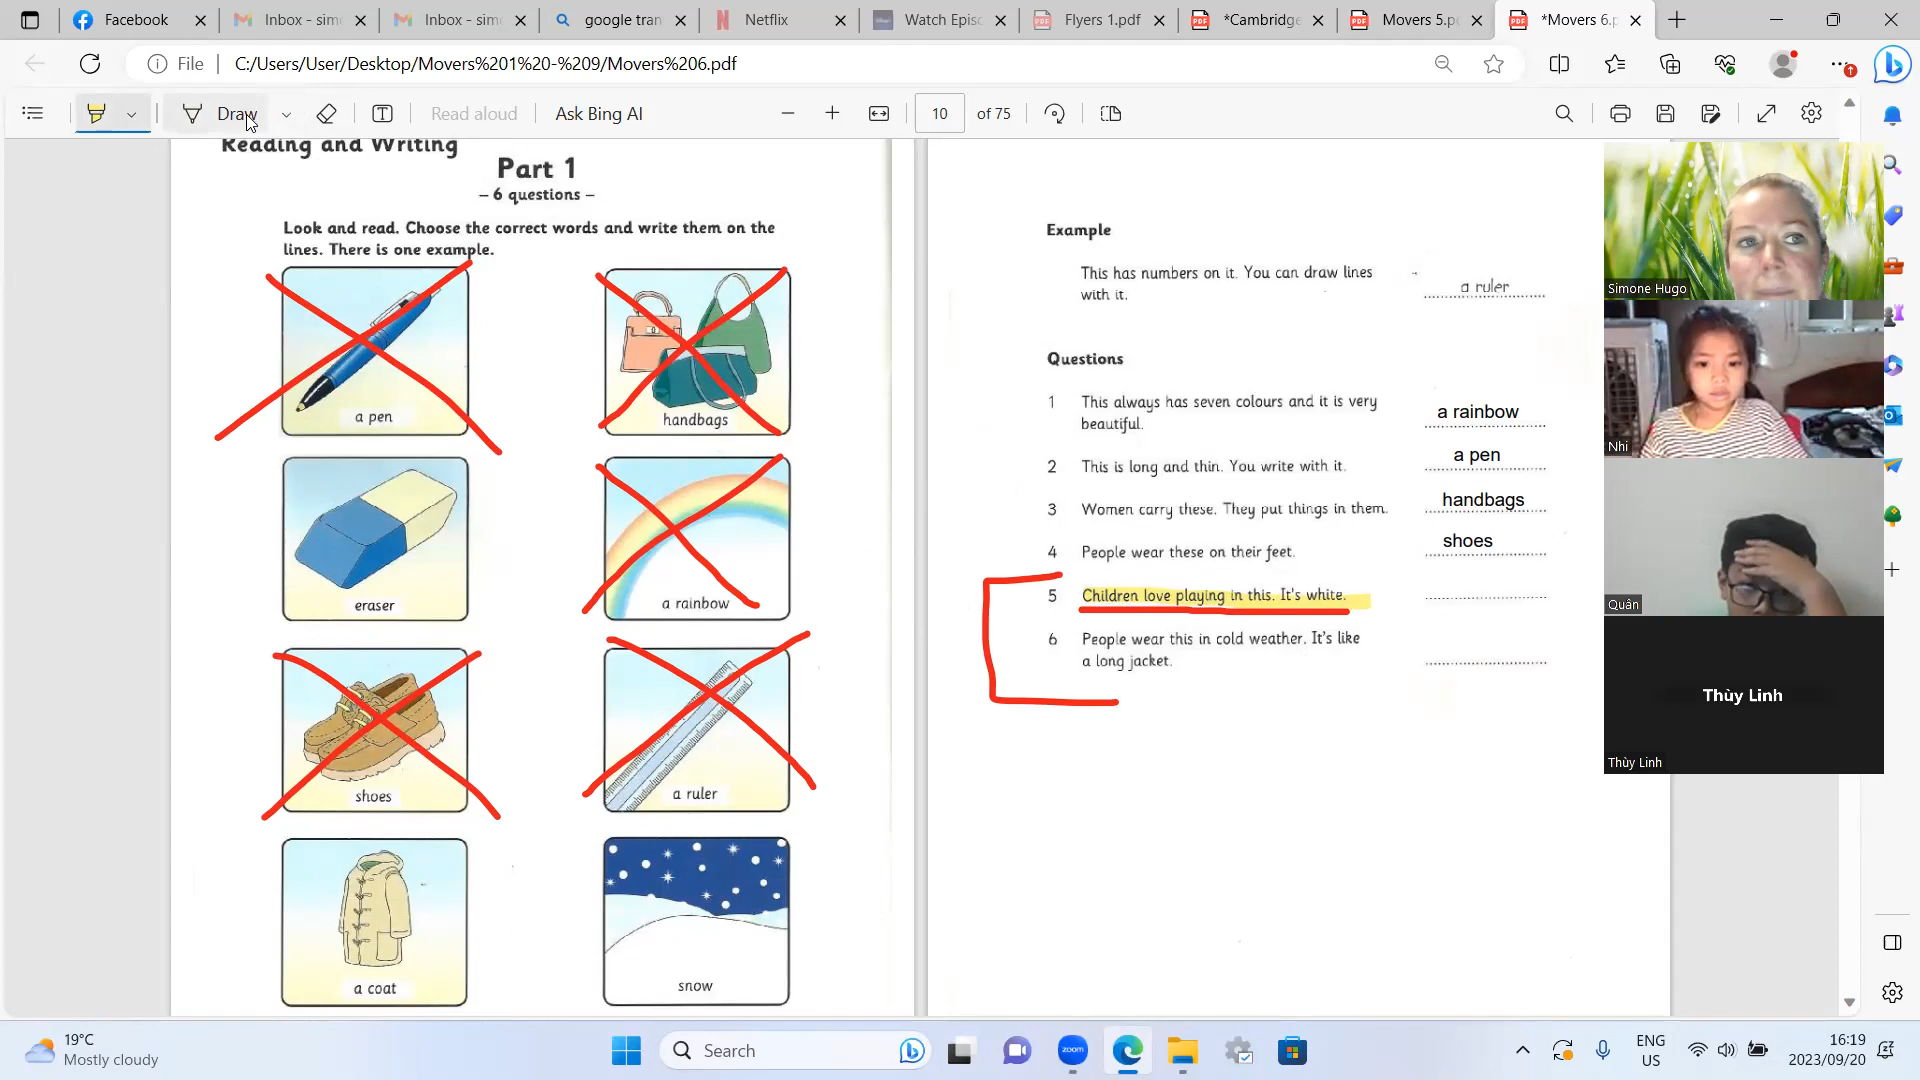 Facebook
Inbox - sim
Inbox - sim
google tran
Netflix
Watch Episo
Flyers 1.pdf
*Cambridge
Movers 5.p
*Movers 6.p
File
C:/Users/User/Desktop/Movers%201%20-%209/Movers%206.pdf
Draw
Read aloud
Ask Bing AI
10
of 75
Reading and Writing
Part 1
– 6 questions –
Look and read. Choose the correct words and write them on the
lines. There is one example.
a pen
handbags
eraser
a rainbow
shoes
a ruler
a coat
snow
Example
This has numbers on it. You can draw lines
with it.
a ruler
Questions
1 This always has seven colours and it is very
beautiful.
a rainbow
2 This is long and thin. You write with it.
a pen
3 Women carry these. They put things in them.
handbags
4 People wear these on their feet.
shoes
5 Children love playing in this. It's white.
6 People wear this in cold weather. It's like
a long jacket.
Simone Hugo
Nhi
Quân
Thùy Linh
Thùy Linh
19°C
Mostly cloudy
Search
zoom
ENG
US
16:19
2023/09/20